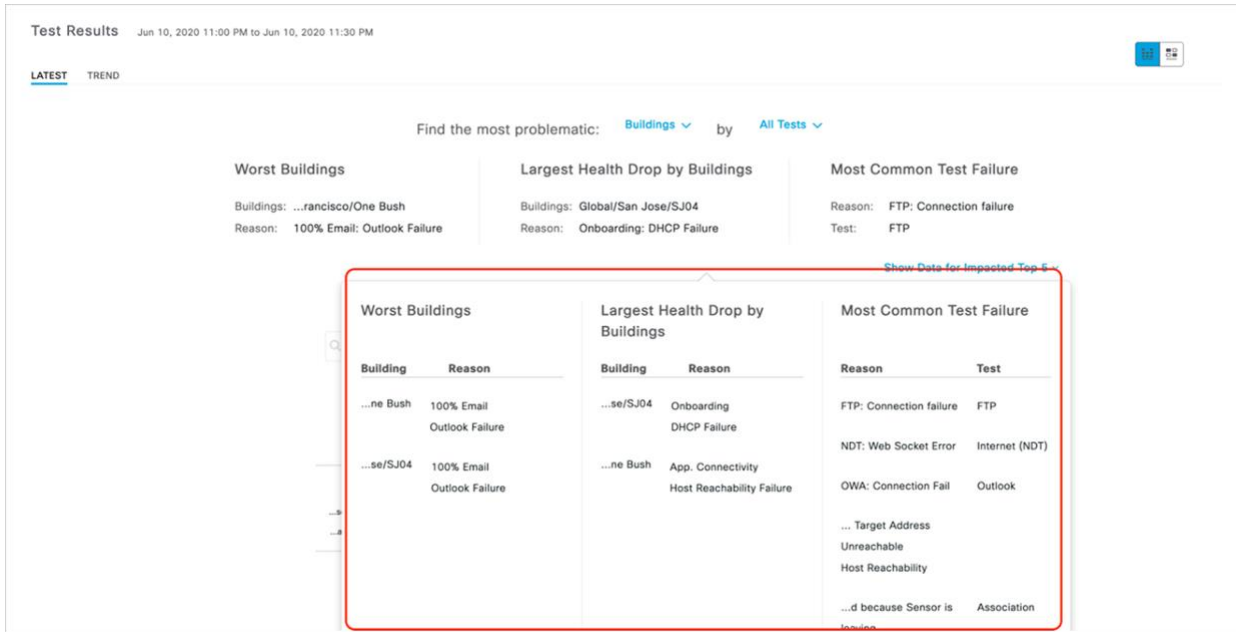 Test Results Jun 10, 2020 11:00 PM to Jun 10, 2020 11:30 PM
LATEST TREND
Find the most problematic: Buildings by All Tests
Worst Buildings
Buildings: ...rancisco/One Bush
Reason: 100% Email: Outlook Failure
Largest Health Drop by Buildings
Buildings: Global/San Jose/SJ04
Reason: Onboarding: DHCP Failure
Most Common Test Failure
Reason: FTP: Connection failure
Test: FTP
Show Data for Impacted Top 5
Worst Buildings
Building Reason
...ne Bush 100% Email
Outlook Failure
...se/SJ04 100% Email
Outlook Failure
Largest Health Drop by
Buildings
Building Reason
...se/SJ04 Onboarding
DHCP Failure
...ne Bush App. Connectivity
Host Reachability Failure
Most Common Test Failure
Reason Test
FTP: Connection failure FTP
NDT: Web Socket Error Internet (NDT)
OWA: Connection Fail Outlook
... Target Address
Unreachable
Host Reachability
...d because Sensor is Association
leaving
...s
...a